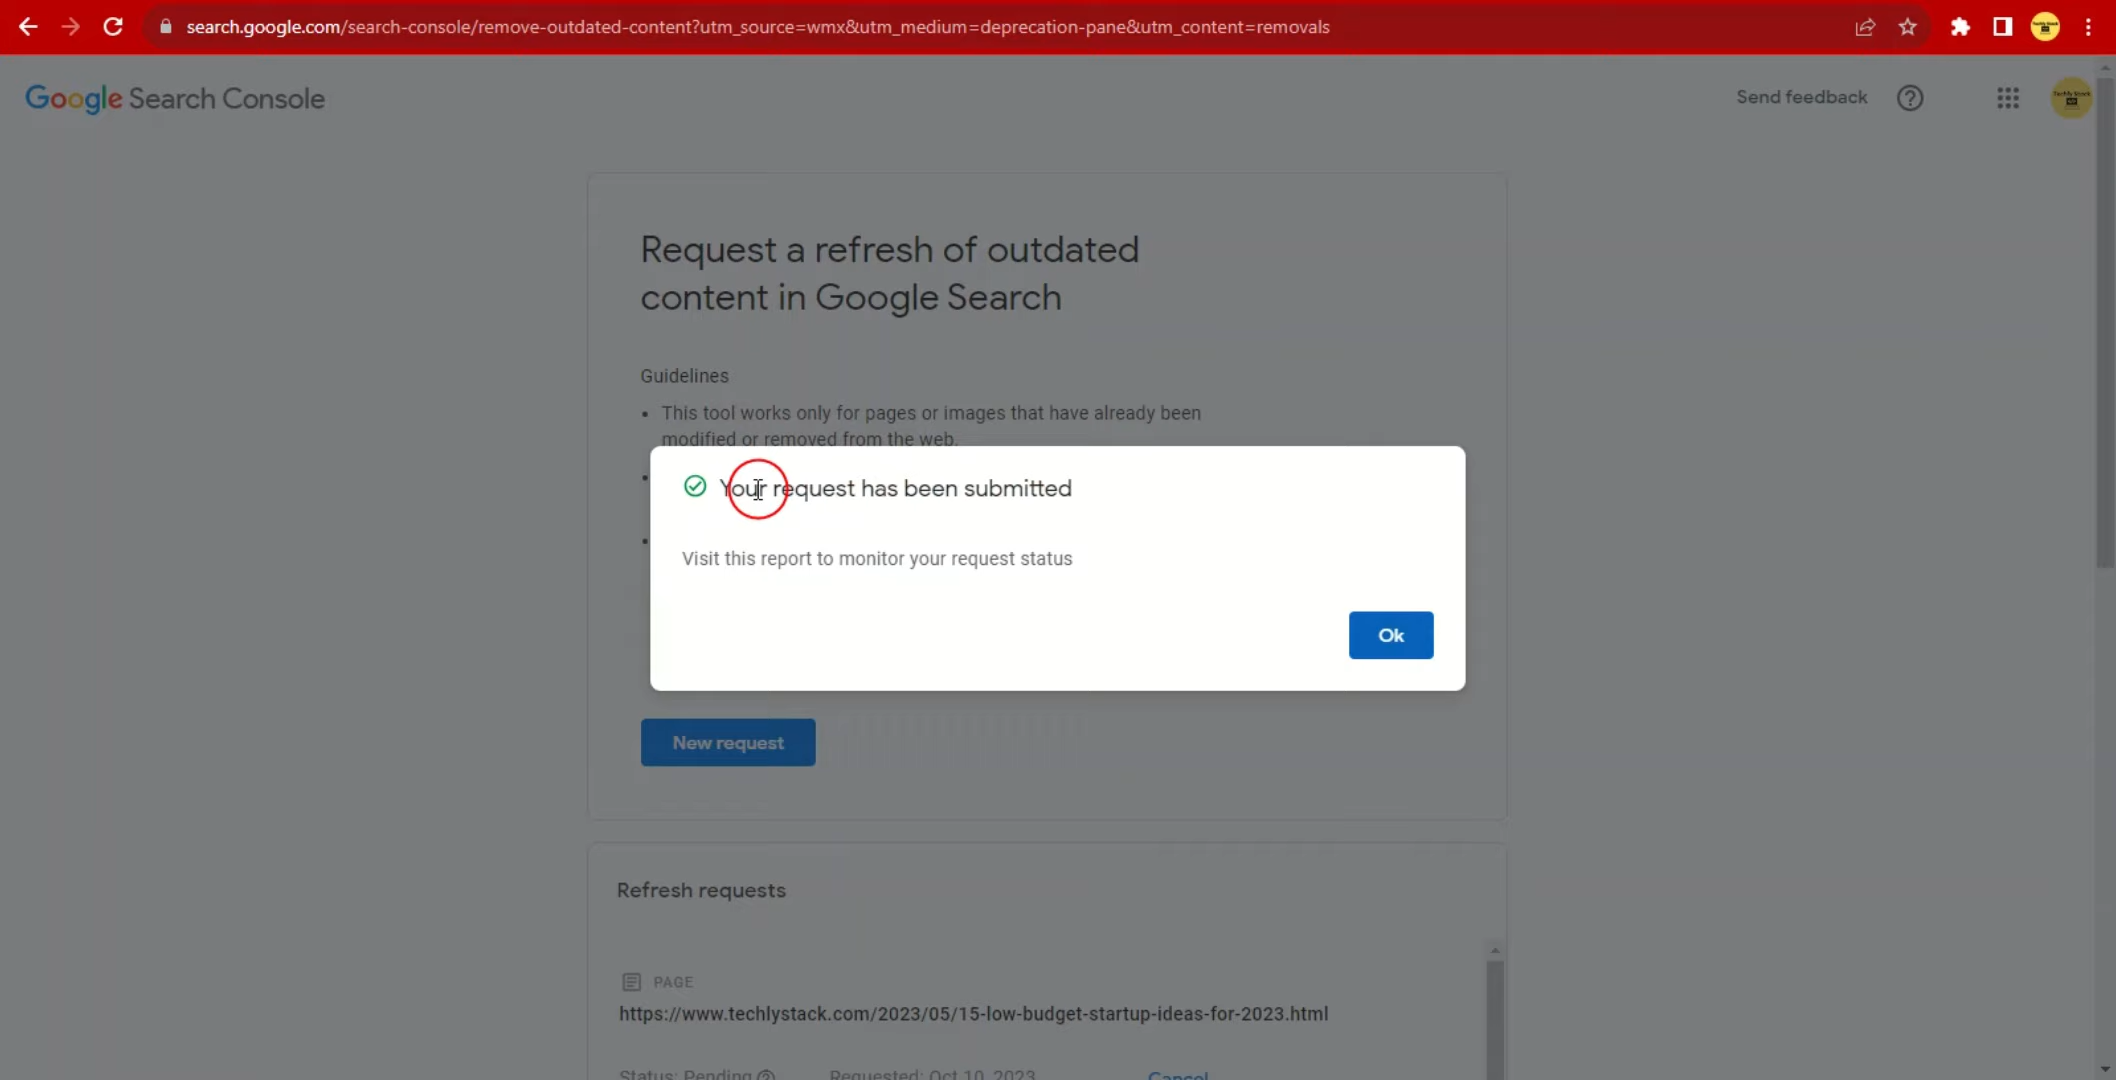 search.google.com/search-console/remove-outdated-content?utm_source=wmx&utm_medium=deprecation-pane&utm_content=removals
Google Search Console
Send feedback
Request a refresh of outdated
content in Google Search
Guidelines
• This tool works only for pages or images that have already been
modified or removed from the web.
Your request has been submitted
Visit this report to monitor your request status
Ok
New request
Refresh requests
PAGE
https://www.techlystack.com/2023/05/15-low-budget-startup-ideas-for-2023.html
Status: Pending Requested: Oct 10, 2023 Cancel